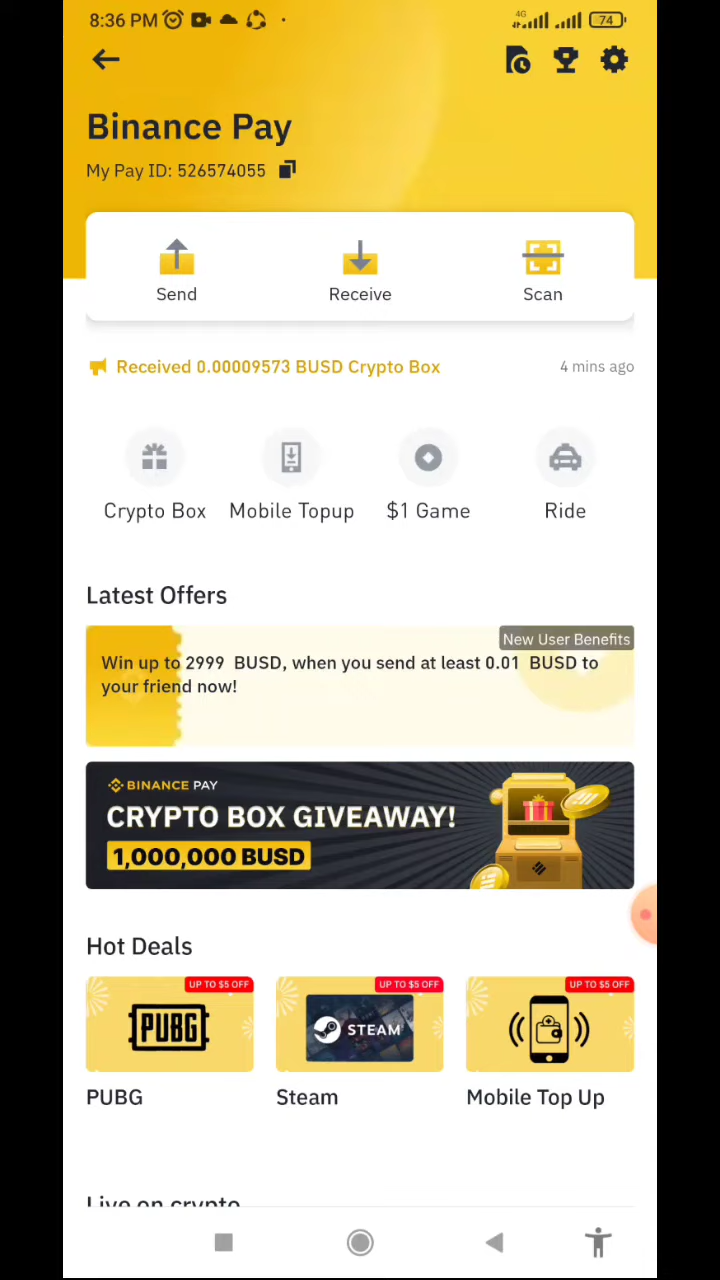 8:36 PM
4G
74
Binance Pay
My Pay ID: 526574055
Send
Receive
Scan
Received 0.00009573 BUSD Crypto Box
4 mins ago
Crypto Box
Mobile Topup
$1 Game
Ride
Latest Offers
New User Benefits
Win up to 2999 BUSD, when you send at least 0.01 BUSD to
your friend now!
BINANCE PAY
CRYPTO BOX GIVEAWAY!
1,000,000 BUSD
Hot Deals
UP TO $5 OFF
UP TO $5 OFF
UP TO $5 OFF
PUBG
STEAM
PUBG
Steam
Mobile Top Up
Live on crypto